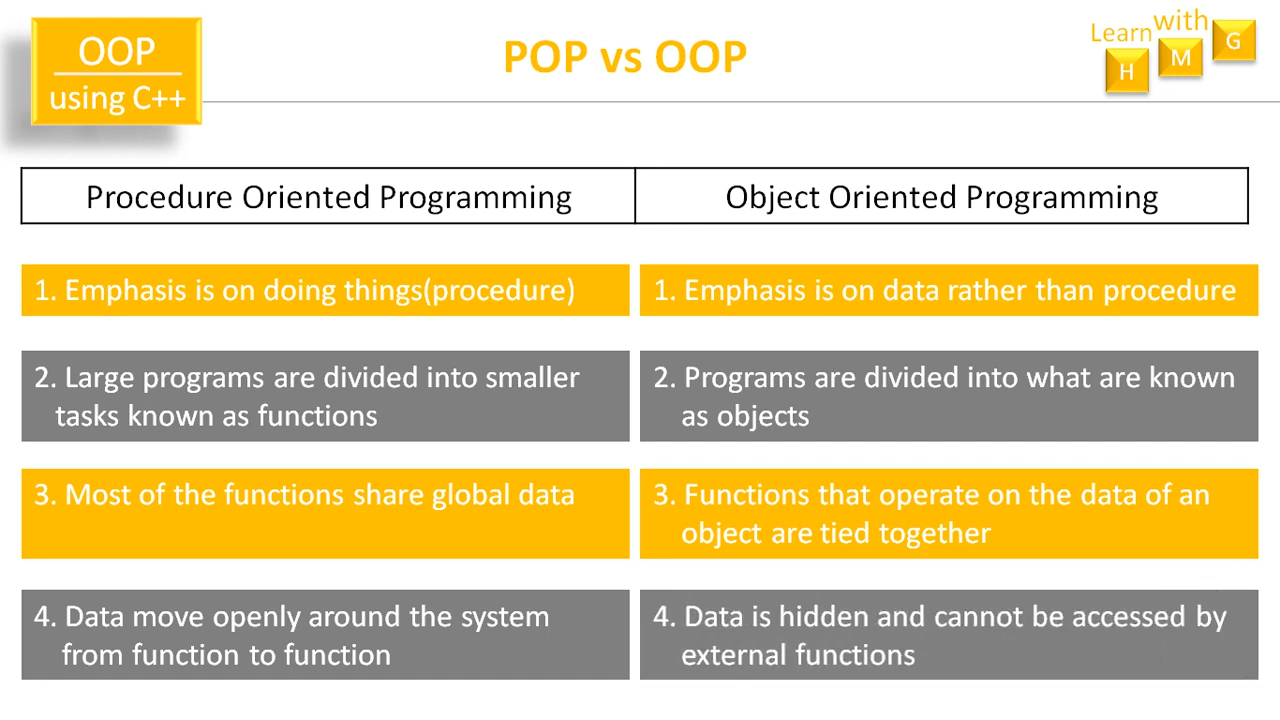 OOP
using C++
POP vs OOP
Learn with
H M G
Procedure Oriented Programming
Object Oriented Programming
1. Emphasis is on doing things(procedure)
1. Emphasis is on data rather than procedure
2. Large programs are divided into smaller
tasks known as functions
2. Programs are divided into what are known
as objects
3. Most of the functions share global data
3. Functions that operate on the data of an
object are tied together
4. Data move openly around the system
from function to function
4. Data is hidden and cannot be accessed by
external functions